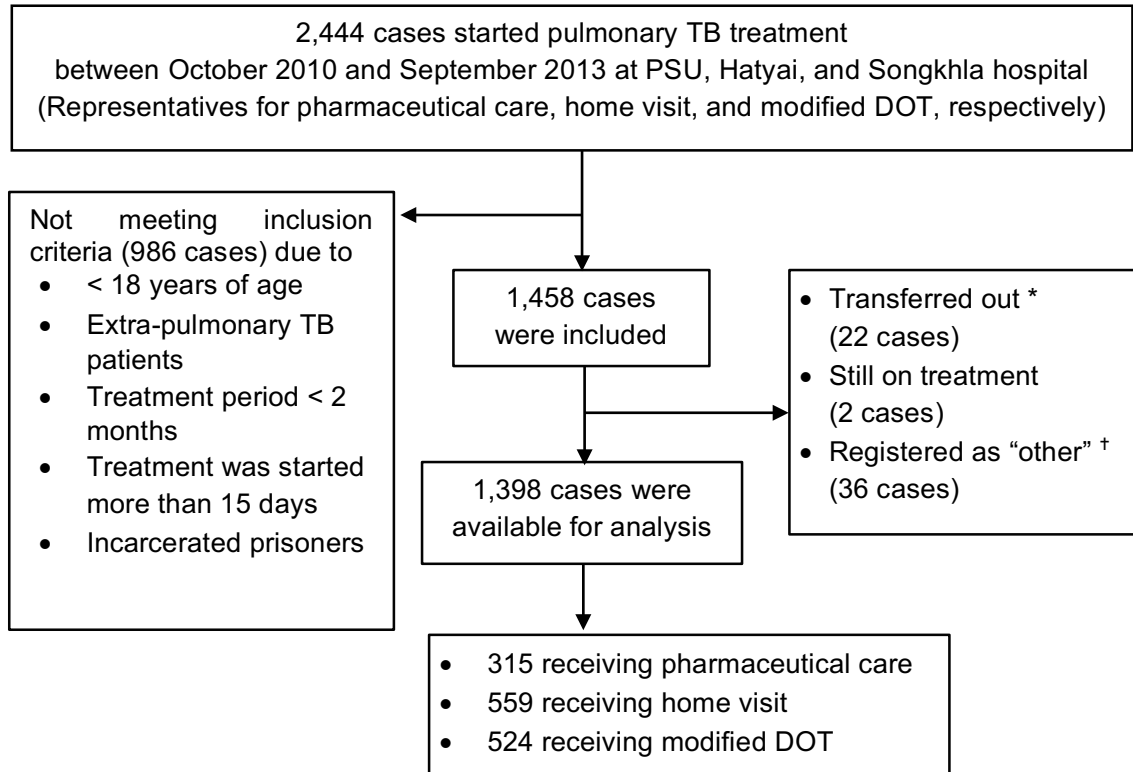 2,444 cases started pulmonary TB treatment
between October 2010 and September 2013 at PSU, Hatyai, and Songkhla hospital
(Representatives for pharmaceutical care, home visit, and modified DOT, respectively)
Not meeting inclusion
criteria (986 cases) due to
• < 18 years of age
• Extra-pulmonary TB
patients
• Treatment period < 2
months
• Treatment was started
more than 15 days
• Incarcerated prisoners
1,458 cases
were included
• Transferred out *
(22 cases)
• Still on treatment
(2 cases)
• Registered as “other” †
(36 cases)
1,398 cases were
available for analysis
• 315 receiving pharmaceutical care
• 559 receiving home visit
• 524 receiving modified DOT